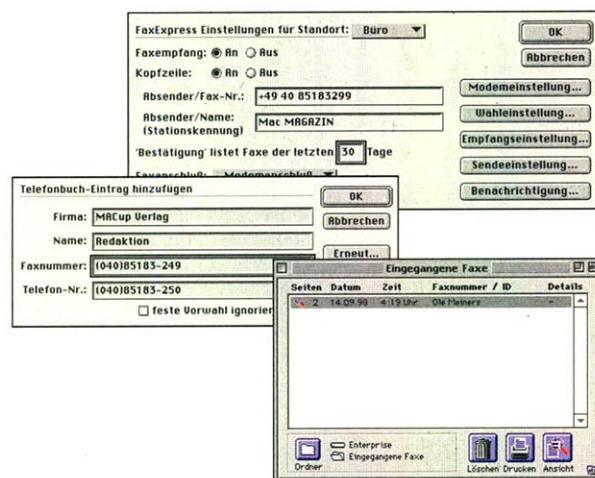 FaxExpress Einstellungen für Standort: Büro
OK
Faxempfang: An Aus
Abbrechen
Kopfzeile: An Aus
Modemeinstellung...
Absender/Fax-Nr.: +49 40 85183299
Wähleinstellung...
Absender/Name: (Stationskennung) Mac MAGAZIN
Empfangseinstellung...
'Bestätigung' listet Faxe der letzten 30 Tage
Sendeeinstellung...
Faxanschluß: Modemanschluß
Benachrichtigung...
Telefonbuch-Eintrag hinzufügen
OK
Firma: MACup Verlag
Abbrechen
Name: Redaktion
Erneut...
Faxnummer: (040)85183-249
Telefon-Nr.: (040)85183-250
feste Vorwahl ignorier
Eingegangene Faxe
Seiten Datum Zeit Faxnummer / ID Details
2 14.09.98 4:19 Uhr Ole Meiners -
Enterprise
Eingegangene Faxe
Ordner
Löschen Drucken Ansicht